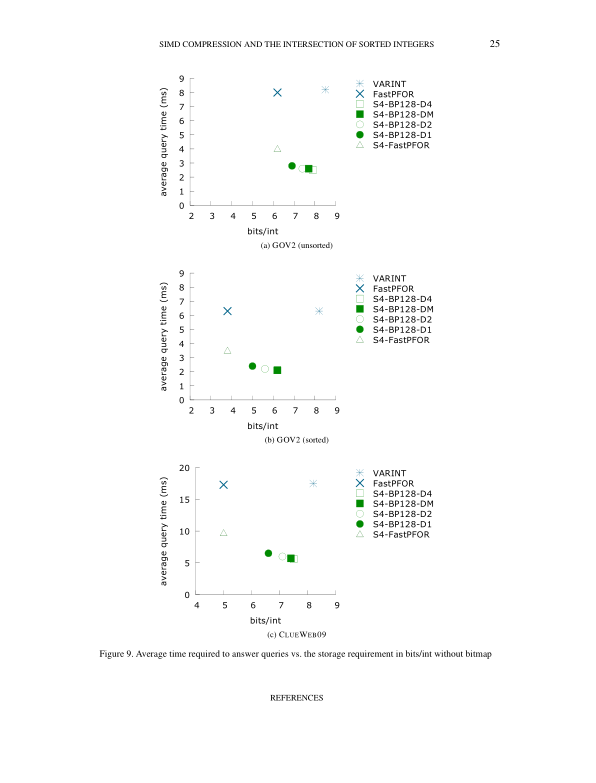 SIMD COMPRESSION AND THE INTERSECTION OF SORTED INTEGERS 25
9
8
7
6
5
4
3
2
1
0
average query time (ms)
2 3 4 5 6 7 8 9
bits/int
VARINT
FastPFOR
S4-BP128-D4
S4-BP128-DM
S4-BP128-D2
S4-BP128-D1
S4-FastPFOR
(a) GOV2 (unsorted)
9
8
7
6
5
4
3
2
1
0
average query time (ms)
2 3 4 5 6 7 8 9
bits/int
VARINT
FastPFOR
S4-BP128-D4
S4-BP128-DM
S4-BP128-D2
S4-BP128-D1
S4-FastPFOR
(b) GOV2 (sorted)
20
15
10
5
0
average query time (ms)
4 5 6 7 8 9
bits/int
VARINT
FastPFOR
S4-BP128-D4
S4-BP128-DM
S4-BP128-D2
S4-BP128-D1
S4-FastPFOR
(c) CLUEWEB09
Figure 9. Average time required to answer queries vs. the storage requirement in bits/int without bitmap
REFERENCES